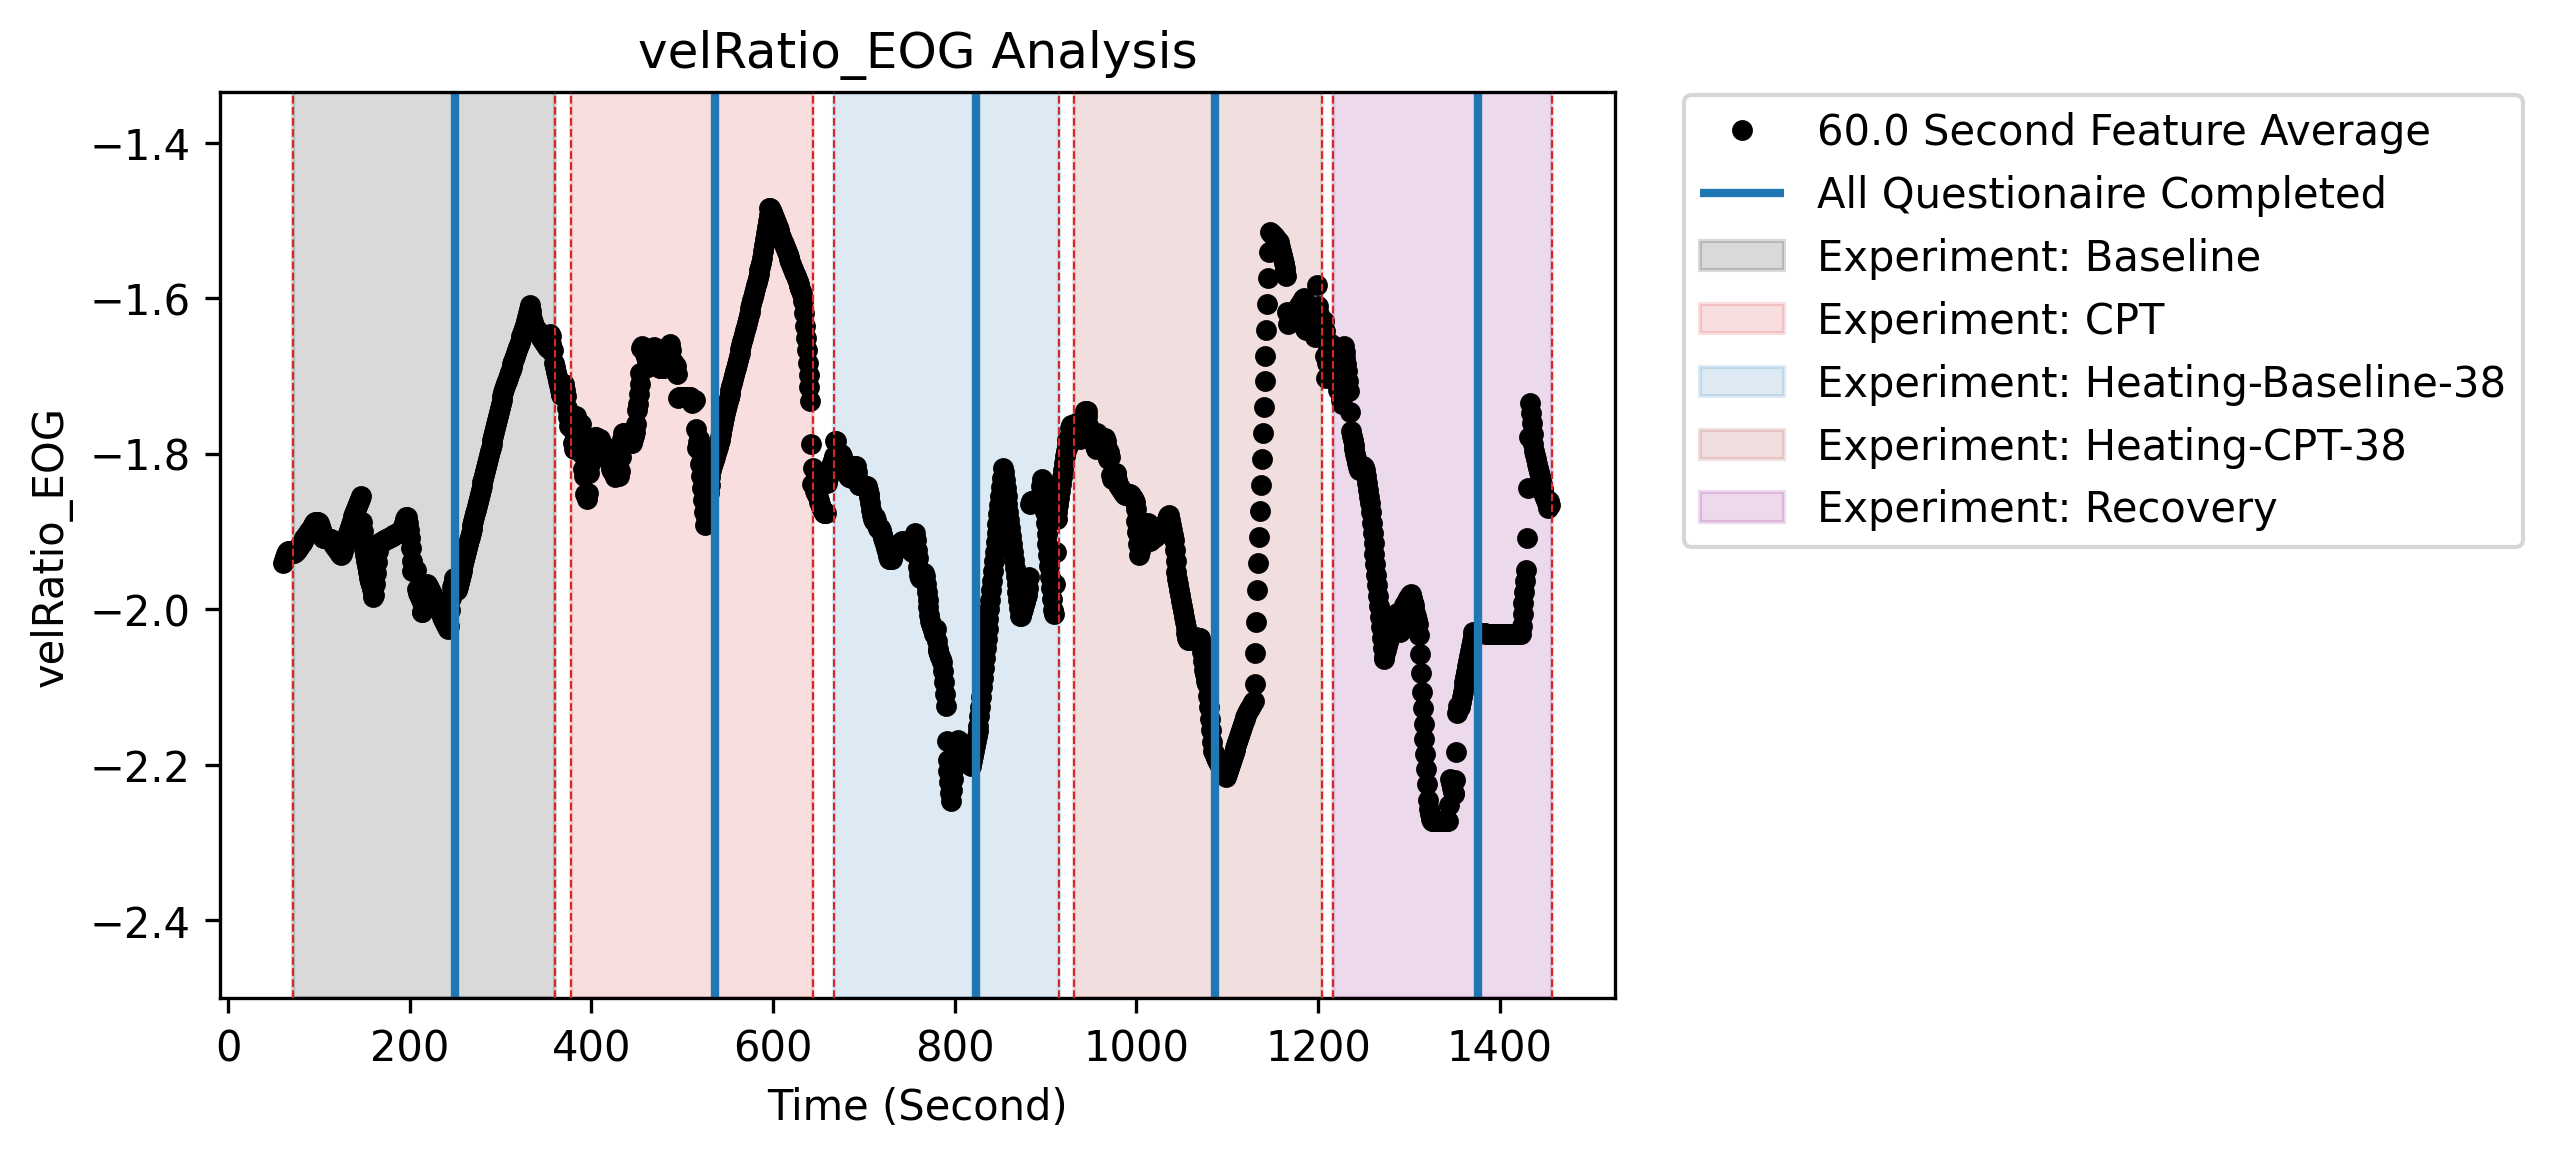 velRatio_EOG Analysis
velRatio_EOG
−1.4
−1.6
−1.8
−2.0
−2.2
−2.4
0 200 400 600 800 1000 1200 1400
Time (Second)
60.0 Second Feature Average
All Questionaire Completed
Experiment: Baseline
Experiment: CPT
Experiment: Heating-Baseline-38
Experiment: Heating-CPT-38
Experiment: Recovery